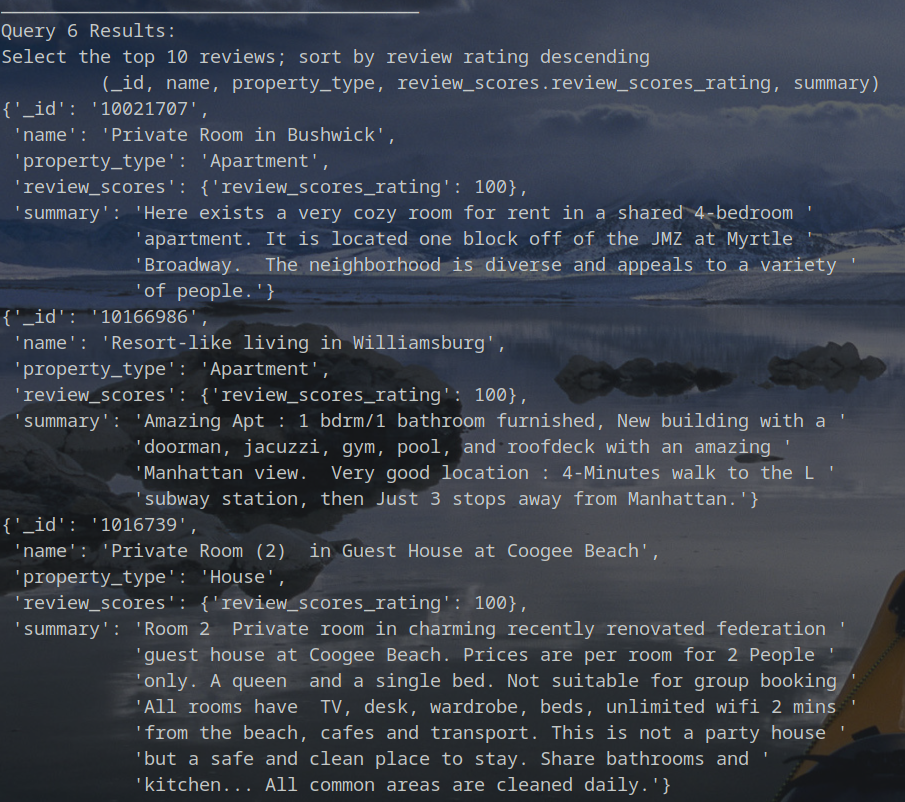 Query 6 Results:
Select the top 10 reviews; sort by review rating descending
(_id, name, property_type, review_scores.review_scores_rating, summary)
{'_id': '10021707',
'name': 'Private Room in Bushwick',
'property_type': 'Apartment',
'review_scores': {'review_scores_rating': 100},
'summary': 'Here exists a very cozy room for rent in a shared 4-bedroom '
'apartment. It is located one block off of the JMZ at Myrtle '
'Broadway.  The neighborhood is diverse and appeals to a variety '
'of people.'}
{'_id': '10166986',
'name': 'Resort-like living in Williamsburg',
'property_type': 'Apartment',
'review_scores': {'review_scores_rating': 100},
'summary': 'Amazing Apt : 1 bdrm/1 bathroom furnished, New building with a '
'doorman, jacuzzi, gym, pool, and roofdeck with an amazing '
'Manhattan view.  Very good location : 4-Minutes walk to the L '
'subway station, then Just 3 stops away from Manhattan.'}
{'_id': '1016739',
'name': 'Private Room (2)  in Guest House at Coogee Beach',
'property_type': 'House',
'review_scores': {'review_scores_rating': 100},
'summary': 'Room 2  Private room in charming recently renovated federation '
'guest house at Coogee Beach. Prices are per room for 2 People '
'only. A queen  and a single bed. Not suitable for group booking '
'All rooms have  TV, desk, wardrobe, beds, unlimited wifi 2 mins '
'from the beach, cafes and transport. This is not a party house '
'but a safe and clean place to stay. Share bathrooms and '
'kitchen... All common areas are cleaned daily.'}